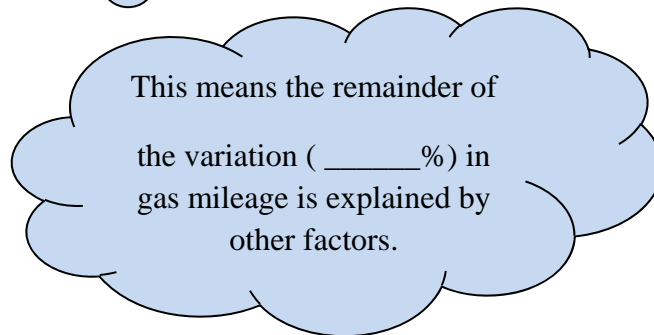 This means the remainder of
the variation ( ______%) in
gas mileage is explained by
other factors.